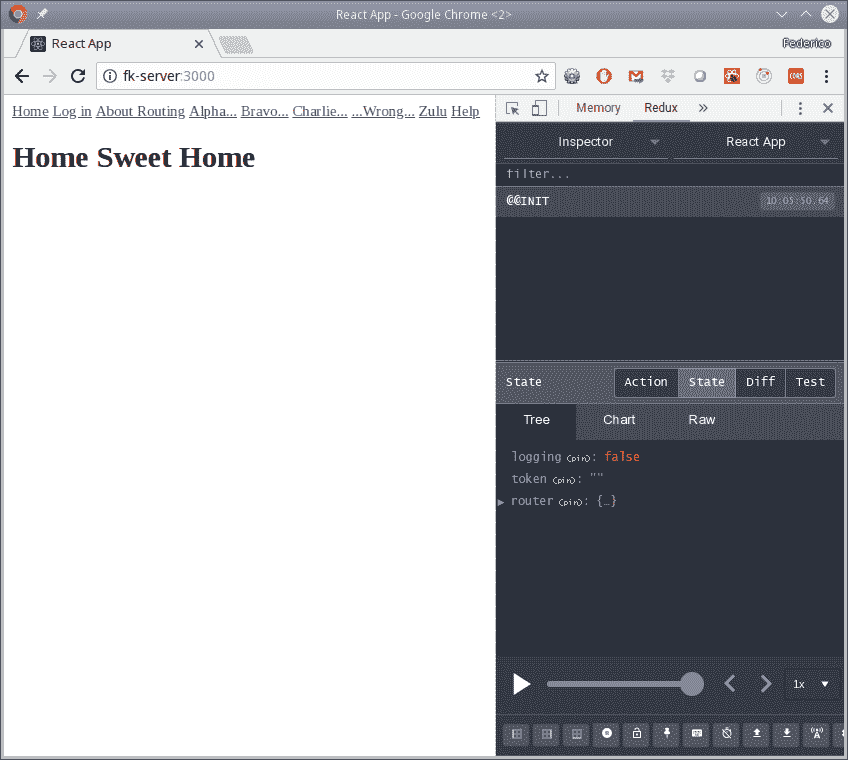 React App - Google Chrome <2>
React App
Federico
fk-server:3000
CORS
Home Log in About Routing Alpha... Bravo... Charlie... ...Wrong... Zulu Help
Home Sweet Home
Memory Redux
Inspector React App
filter...
@@INIT 10:05:50.64
State Action State Diff Test
Tree Chart Raw
logging (pin): false
token (pin): ""
router (pin): {…}
1x